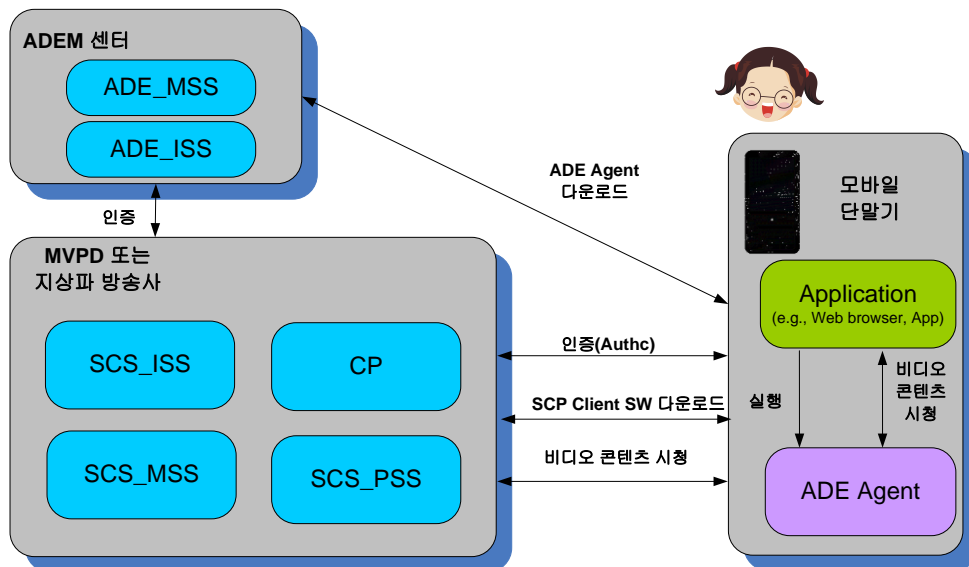 ADEM 센터
ADE_MSS
ADE_ISS
인증
MVPD 또는
지상파 방송사
SCS_ISS
CP
SCS_MSS
SCS_PSS
ADE Agent
다운로드
인증(Authc)
SCP Client SW 다운로드
비디오 콘텐츠 시청
모바일
단말기
Application
(e.g., Web browser, App)
실행
비디오
콘텐츠
시청
ADE Agent